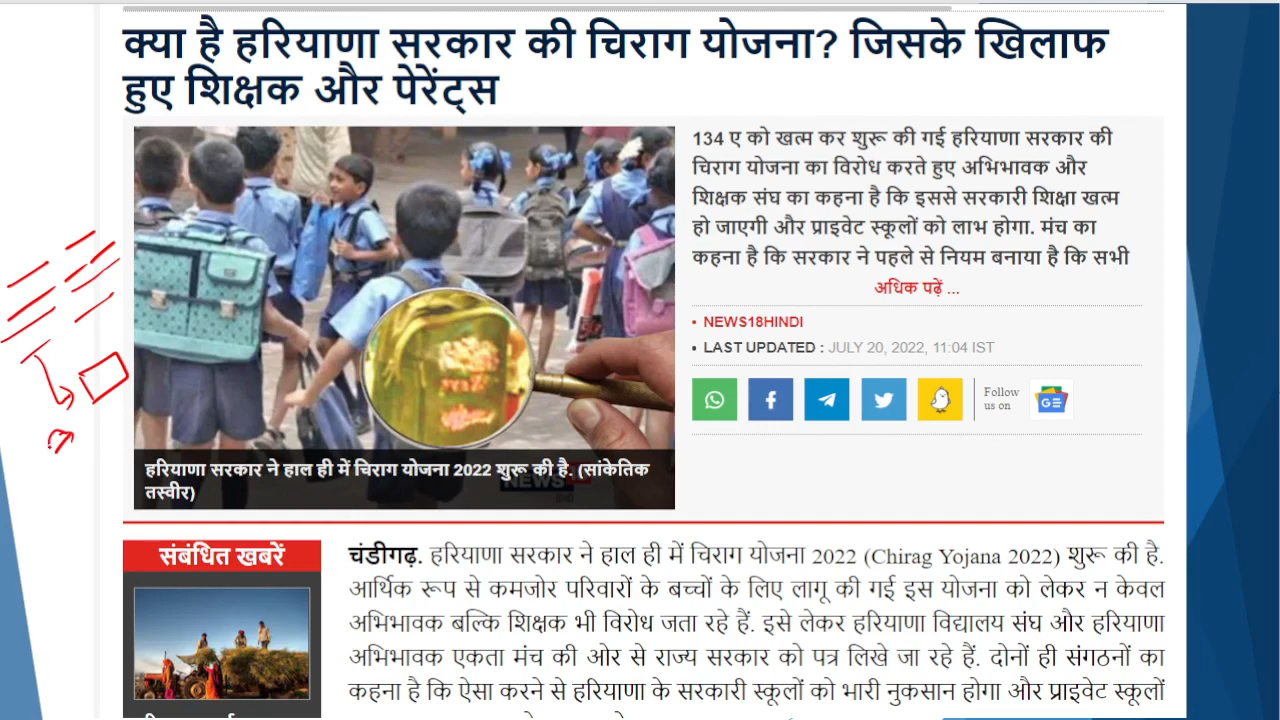 क्या है हरियाणा सरकार की चिराग योजना? जिसके खिलाफ
हुए शिक्षक और पेरेंट्स
134 ए को खत्म कर शुरू की गई हरियाणा सरकार की
चिराग योजना का विरोध करते हुए अभिभावक और
शिक्षक संघ का कहना है कि इससे सरकारी शिक्षा खत्म
हो जाएगी और प्राइवेट स्कूलों को लाभ होगा. मंच का
कहना है कि सरकार ने पहले से नियम बनाया है कि सभी
अधिक पढ़ें ...
• NEWS18HINDI
• LAST UPDATED : JULY 20, 2022, 11:04 IST
Follow
us on
GE
NEWS
हरियाणा सरकार ने हाल ही में चिराग योजना 2022 शुरू की है. (सांकेतिक
तस्वीर)
संबंधित खबरें
चंडीगढ़. हरियाणा सरकार ने हाल ही में चिराग योजना 2022 (Chirag Yojana 2022) शुरू की है.
आर्थिक रूप से कमजोर परिवारों के बच्चों के लिए लागू की गई इस योजना को लेकर न केवल
अभिभावक बल्कि शिक्षक भी विरोध जता रहे हैं. इसे लेकर हरियाणा विद्यालय संघ और हरियाणा
अभिभावक एकता मंच की ओर से राज्य सरकार को पत्र लिखे जा रहे हैं. दोनों ही संगठनों का
कहना है कि ऐसा करने से हरियाणा के सरकारी स्कूलों को भारी नुकसान होगा और प्राइवेट स्कूलों